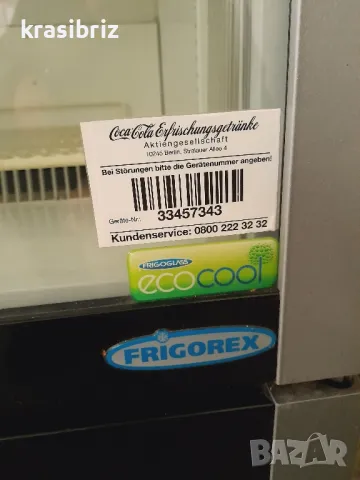 krasibriz
Coca-Cola Erfrischungsgetränke
Aktiengesellschaft
10245 Berlin, Stralauer Allee 4
Bei Störungen bitte die Gerätenummer angeben!
Geräte-Nr.: 33457343
Kundenservice: 0800 222 32 32
FRIGOGLASS
ecocool
FRIGOREX
BAZAR